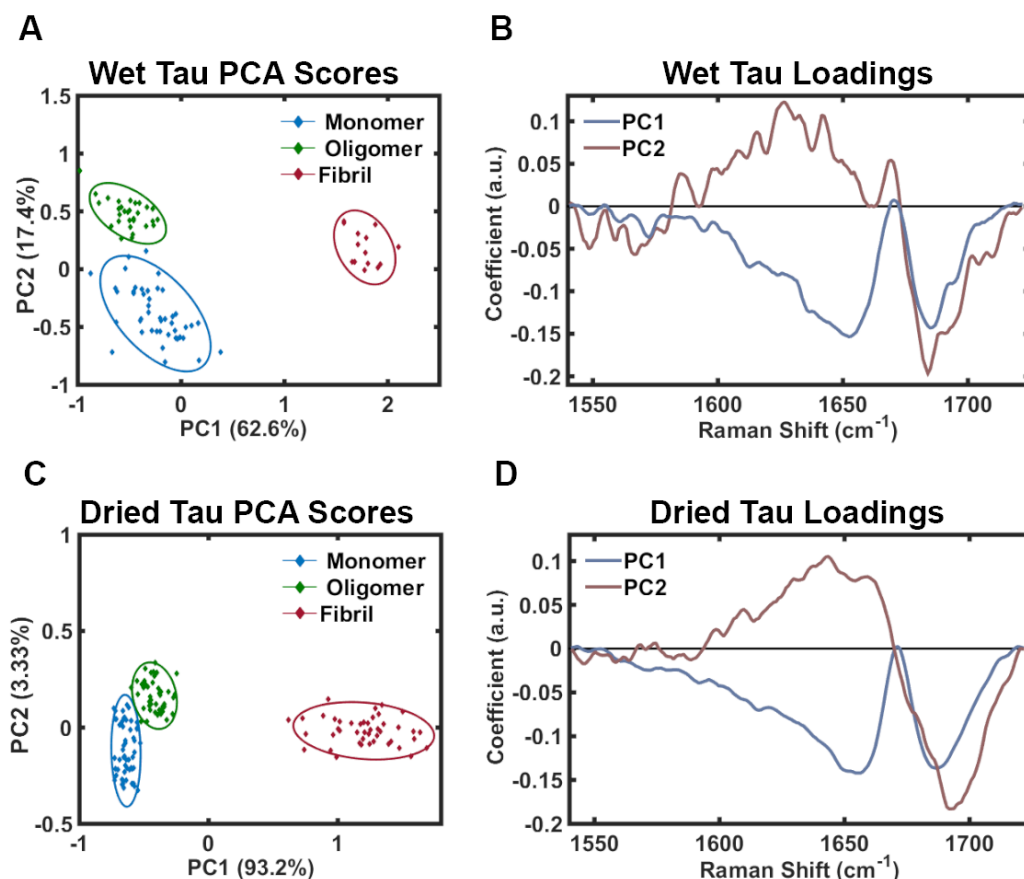 A
Wet Tau PCA Scores
1.5
1
0.5
0
-0.5
-1
PC2 (17.4%)
Monomer
Oligomer
Fibril
-1
0
1
2
PC1 (62.6%)
B
Wet Tau Loadings
0.1
0.05
0
-0.05
-0.1
-0.15
-0.2
Coefficient (a.u.)
PC1
PC2
1550
1600
1650
1700
Raman Shift (cm⁻¹)
C
Dried Tau PCA Scores
1
0.5
0
-0.5
PC2 (3.33%)
Monomer
Oligomer
Fibril
-1
0
1
PC1 (93.2%)
D
Dried Tau Loadings
0.1
0.05
0
-0.05
-0.1
-0.15
-0.2
Coefficient (a.u.)
PC1
PC2
1550
1600
1650
1700
Raman Shift (cm⁻¹)